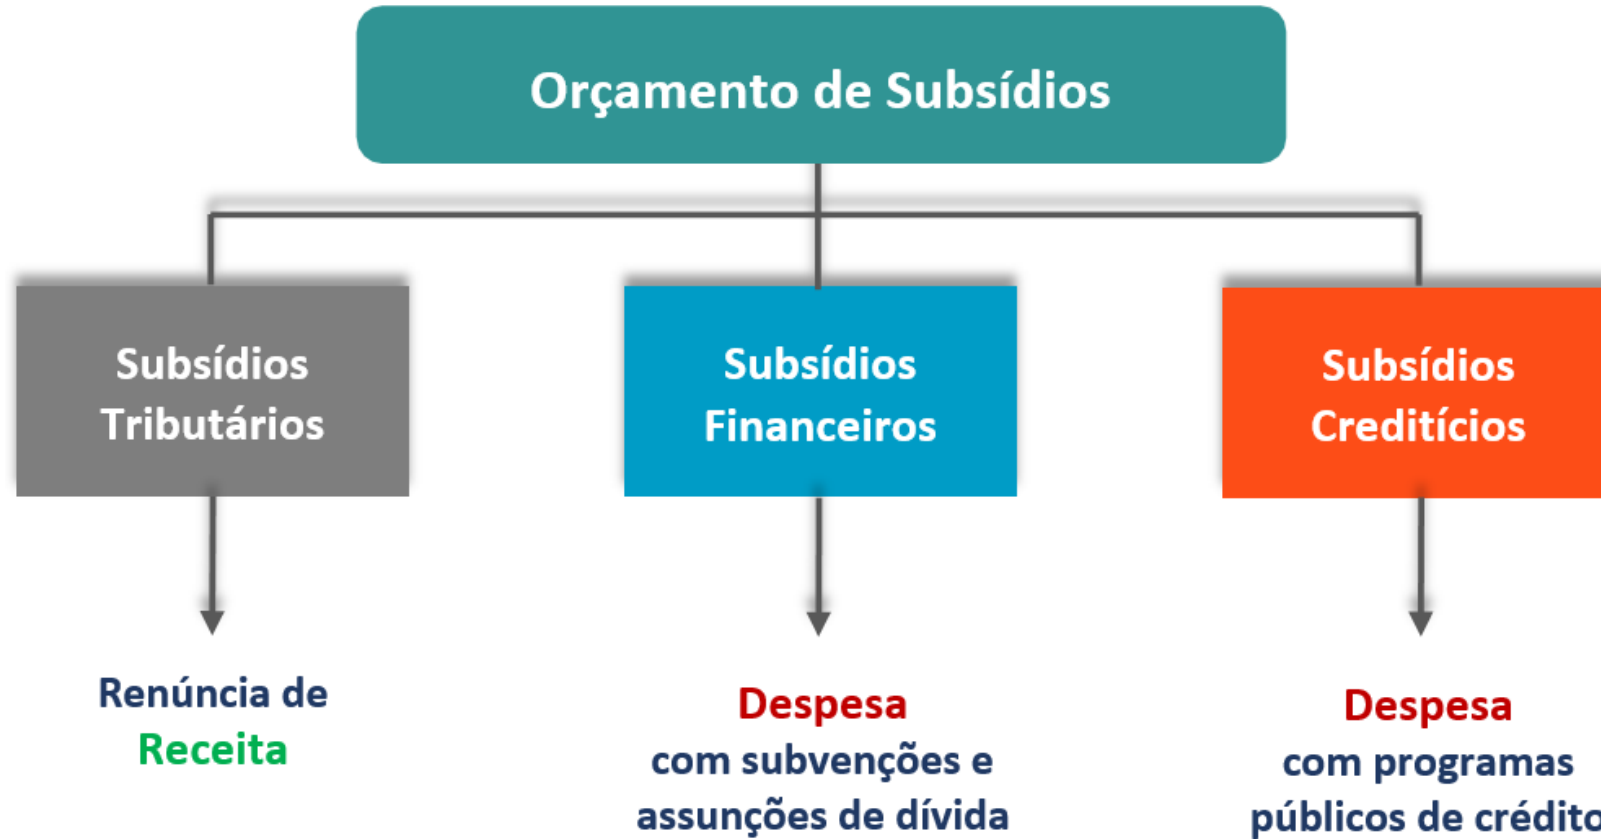 Orçamento de Subsídios
Subsídios
Tributários
Subsídios
Financeiros
Subsídios
Creditícios
Renúncia de
Receita
Despesa
com subvenções e
assunções de dívida
Despesa
com programas
públicos de crédito